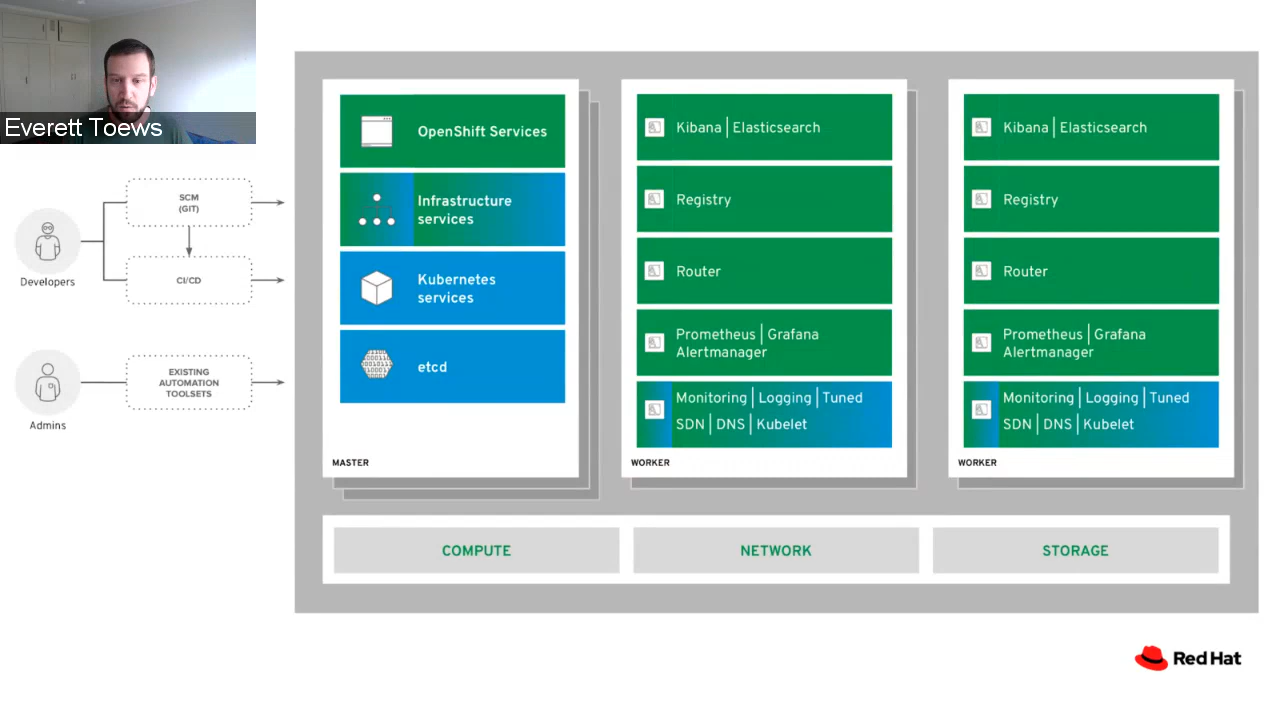 Everett Toews
SCM
(GIT)
Developers
CI/CD
EXISTING
AUTOMATION
TOOLSETS
Admins
OpenShift Services
Infrastructure
services
Kubernetes
services
etcd
MASTER
Kibana | Elasticsearch
Registry
Router
Prometheus | Grafana
Alertmanager
Monitoring | Logging | Tuned
SDN | DNS | Kubelet
WORKER
Kibana | Elasticsearch
Registry
Router
Prometheus | Grafana
Alertmanager
Monitoring | Logging | Tuned
SDN | DNS | Kubelet
WORKER
COMPUTE
NETWORK
STORAGE
Red Hat